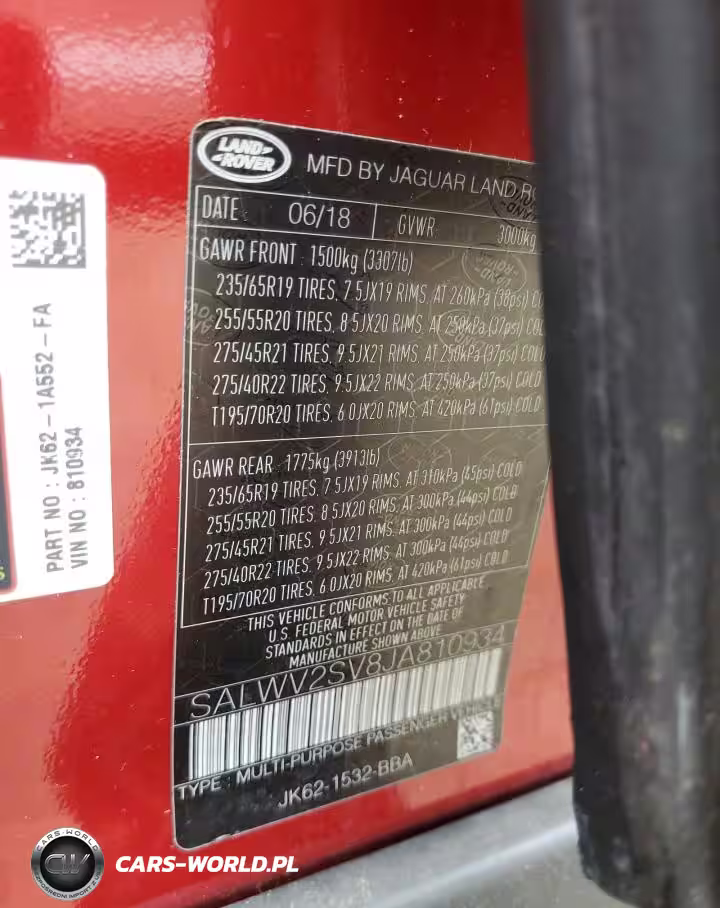 LAND ROVER
MFD BY JAGUAR LAND
DATE : 06/18 GVWR : 3000kg
GAWR FRONT : 1500kg (3307lb)
235/65R19 TIRES, 7.5JX19 RIMS, AT 260kPa (38psi)
255/55R20 TIRES, 8 5JX20 RIMS, AT 250kPa (37psi)
275/45R21 TIRES, 9.5JX21 RIMS, AT 250kPa (37psi) COLD
275/40R22 TIRES, 9.5JX22 RIMS, AT 250kPa (37psi) COLD
T195/70R20 TIRES, 6 0JX20 RIMS, AT 420kPa (61psi) COLD
GAWR REAR : 1775kg (3913lb)
235/65R19 TIRES, 7.5JX19 RIMS, AT 310kPa (45psi) COLD
255/55R20 TIRES, 8 5JX20 RIMS, AT 300kPa (44psi) COLD
275/45R21 TIRES, 9.5JX21 RIMS, AT 300kPa (44psi) COLD
275/40R22 TIRES, 9.5JX22 RIMS, AT 300kPa (44psi) COLD
T195/70R20 TIRES, 6 0JX20 RIMS, AT 420kPa (61psi) COLD
THIS VEHICLE CONFORMS TO ALL APPLICABLE
U.S. FEDERAL MOTOR VEHICLE SAFETY
STANDARDS IN EFFECT ON THE DATE OF
MANUFACTURE SHOWN ABOVE
SALWV2SV8JA810934
TYPE : MULTI-PURPOSE PASSENGER VEHICLE
JK62-1532-BBA
PART NO : JK62-1A552-FA
VIN NO : 810934
CARS-WORLD
CW
CARS-WORLD.PL